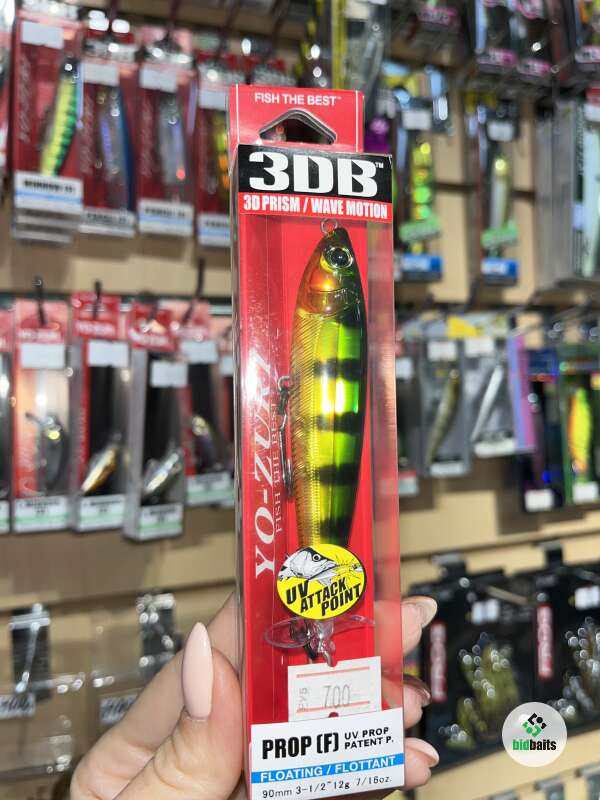 FISH THE BEST™
3DB™
3D PRISM / WAVE MOTION
YO-ZURI
FISH THE BEST
UV
ATTACK
POINT
700
PROP (F) UV PROP
PATENT P.
FLOATING / FLOTTANT
90mm 3-1/2" 12g 7/16oz.
bidbaits